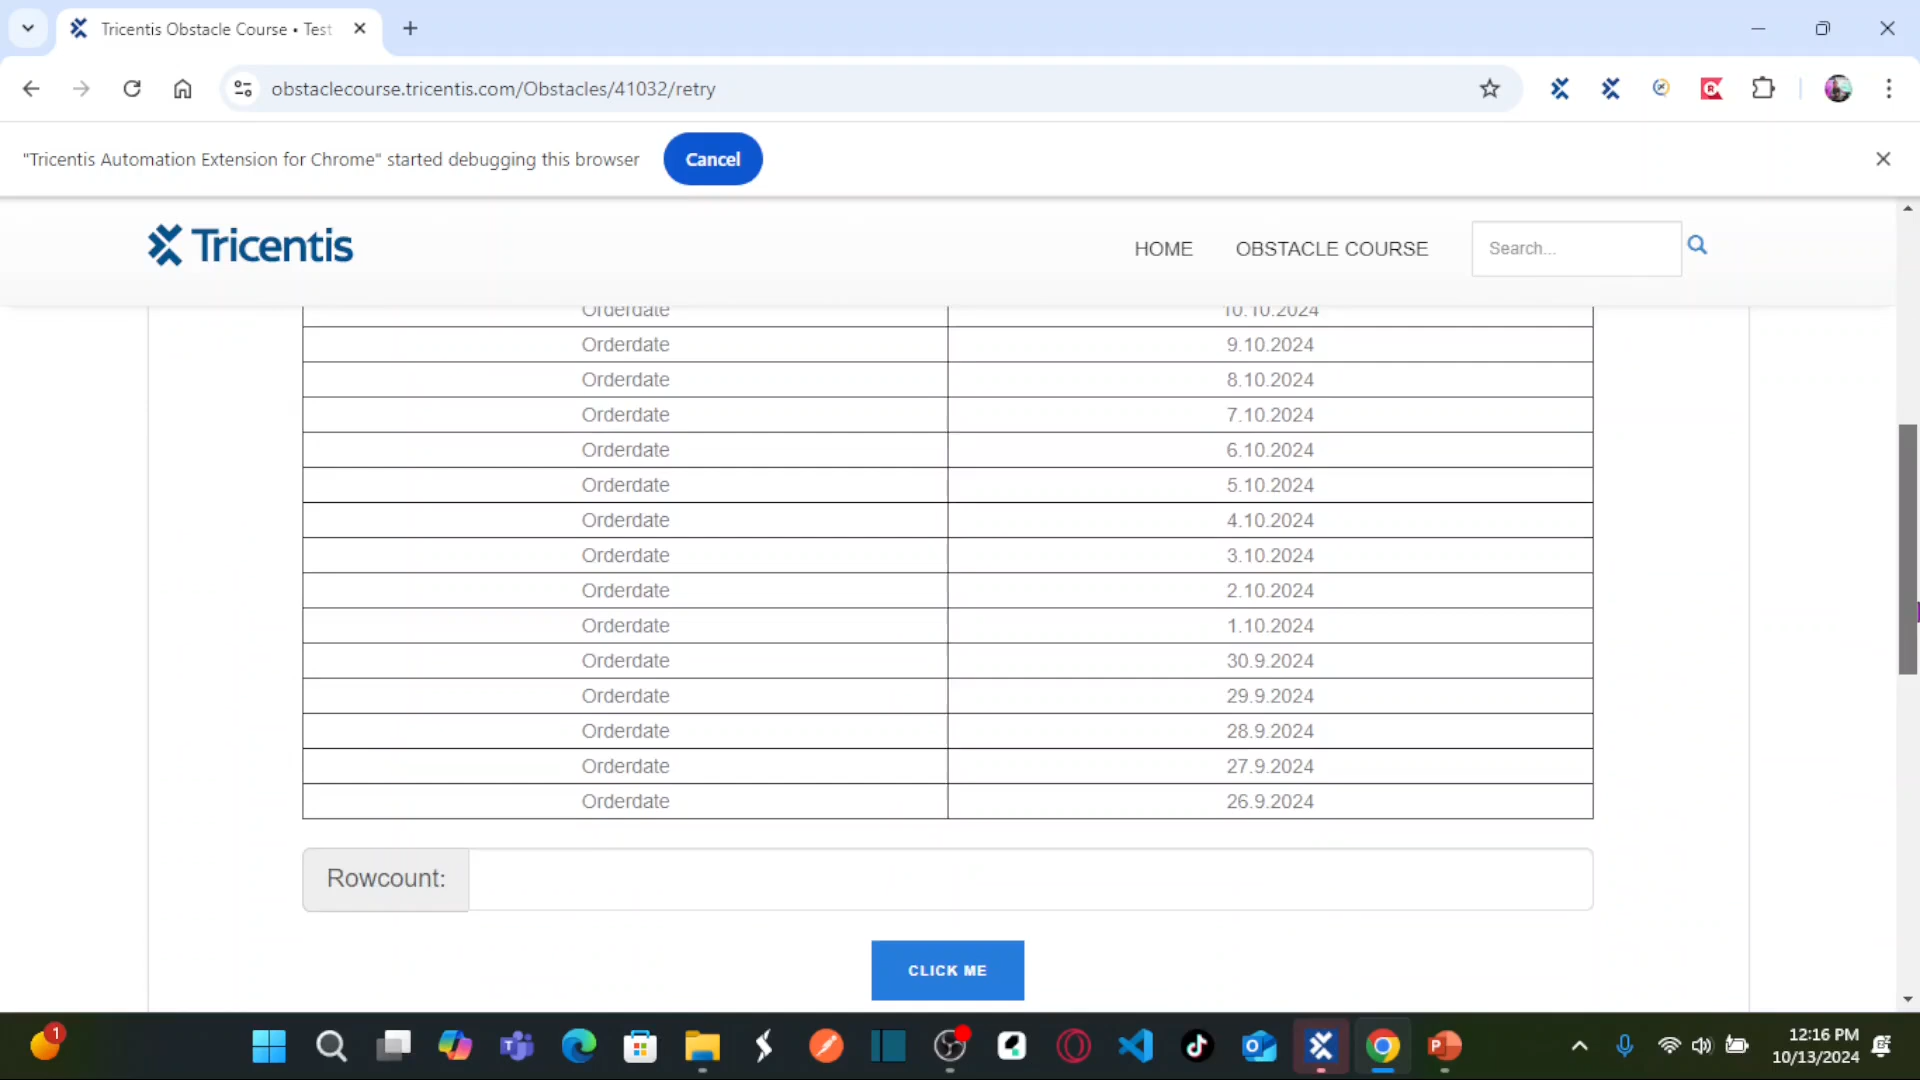 Tricentis Obstacle Course • Test
obstaclecourse.tricentis.com/Obstacles/41032/retry
"Tricentis Automation Extension for Chrome" started debugging this browser
Cancel
Tricentis
HOME
OBSTACLE COURSE
Search...
Orderdate 10.10.2024
Orderdate 9.10.2024
Orderdate 8.10.2024
Orderdate 7.10.2024
Orderdate 6.10.2024
Orderdate 5.10.2024
Orderdate 4.10.2024
Orderdate 3.10.2024
Orderdate 2.10.2024
Orderdate 1.10.2024
Orderdate 30.9.2024
Orderdate 29.9.2024
Orderdate 28.9.2024
Orderdate 27.9.2024
Orderdate 26.9.2024
Rowcount:
CLICK ME
1
12:16 PM
10/13/2024